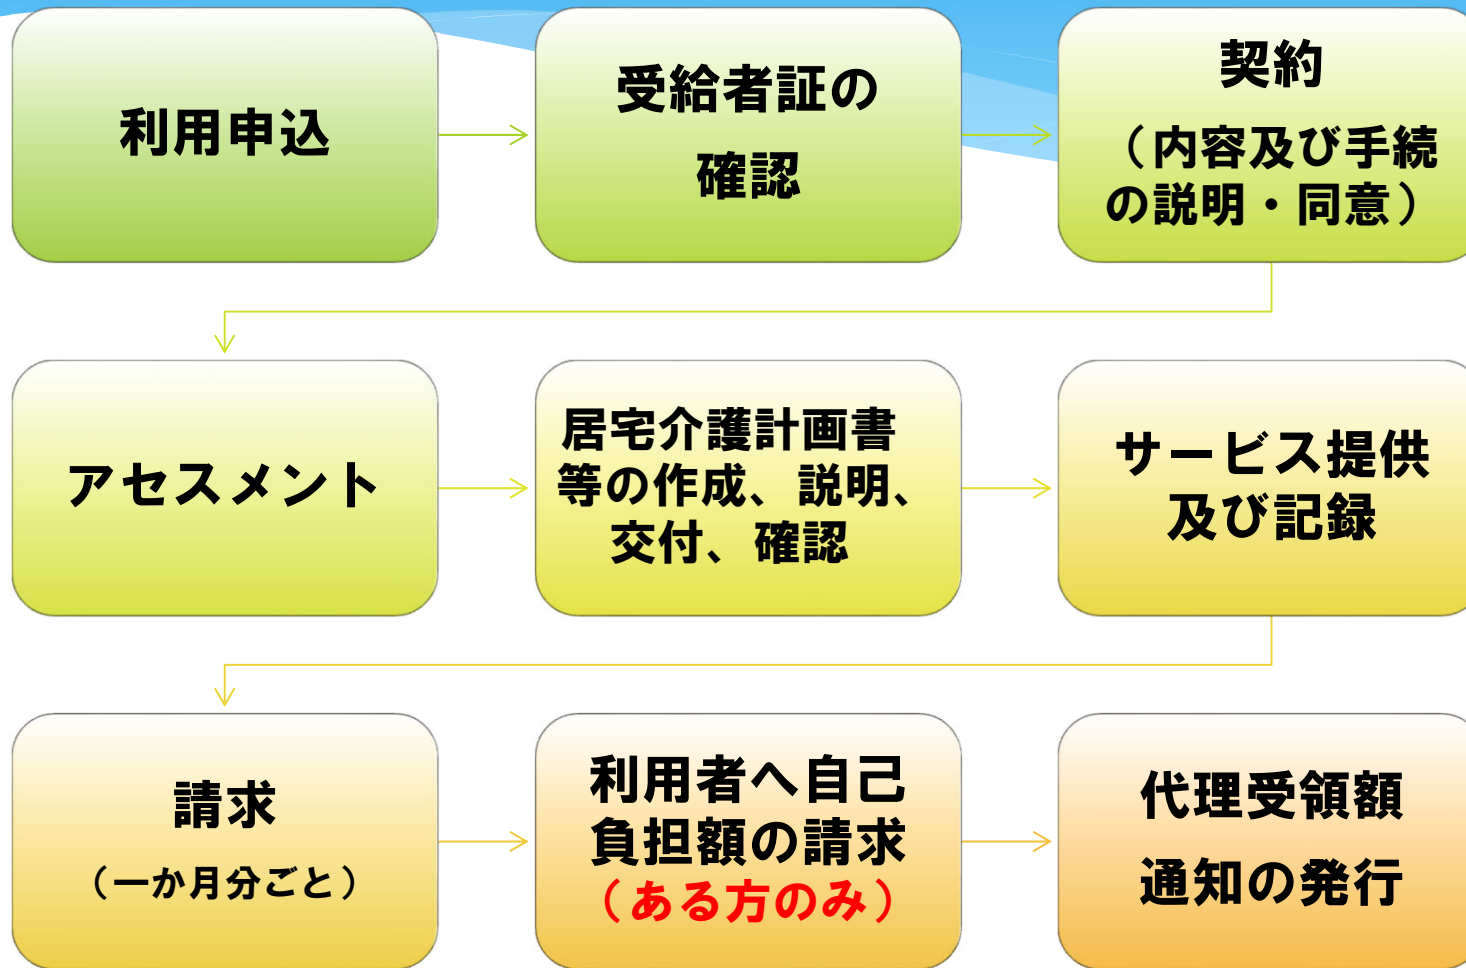 利用申込
受給者証の
確認
契約
（内容及び手続
の説明・同意）
アセスメント
居宅介護計画書
等の作成、説明、
交付、確認
サービス提供
及び記録
請求
（一か月分ごと）
利用者へ自己
負担額の請求
（ある方のみ）
代理受領額
通知の発行